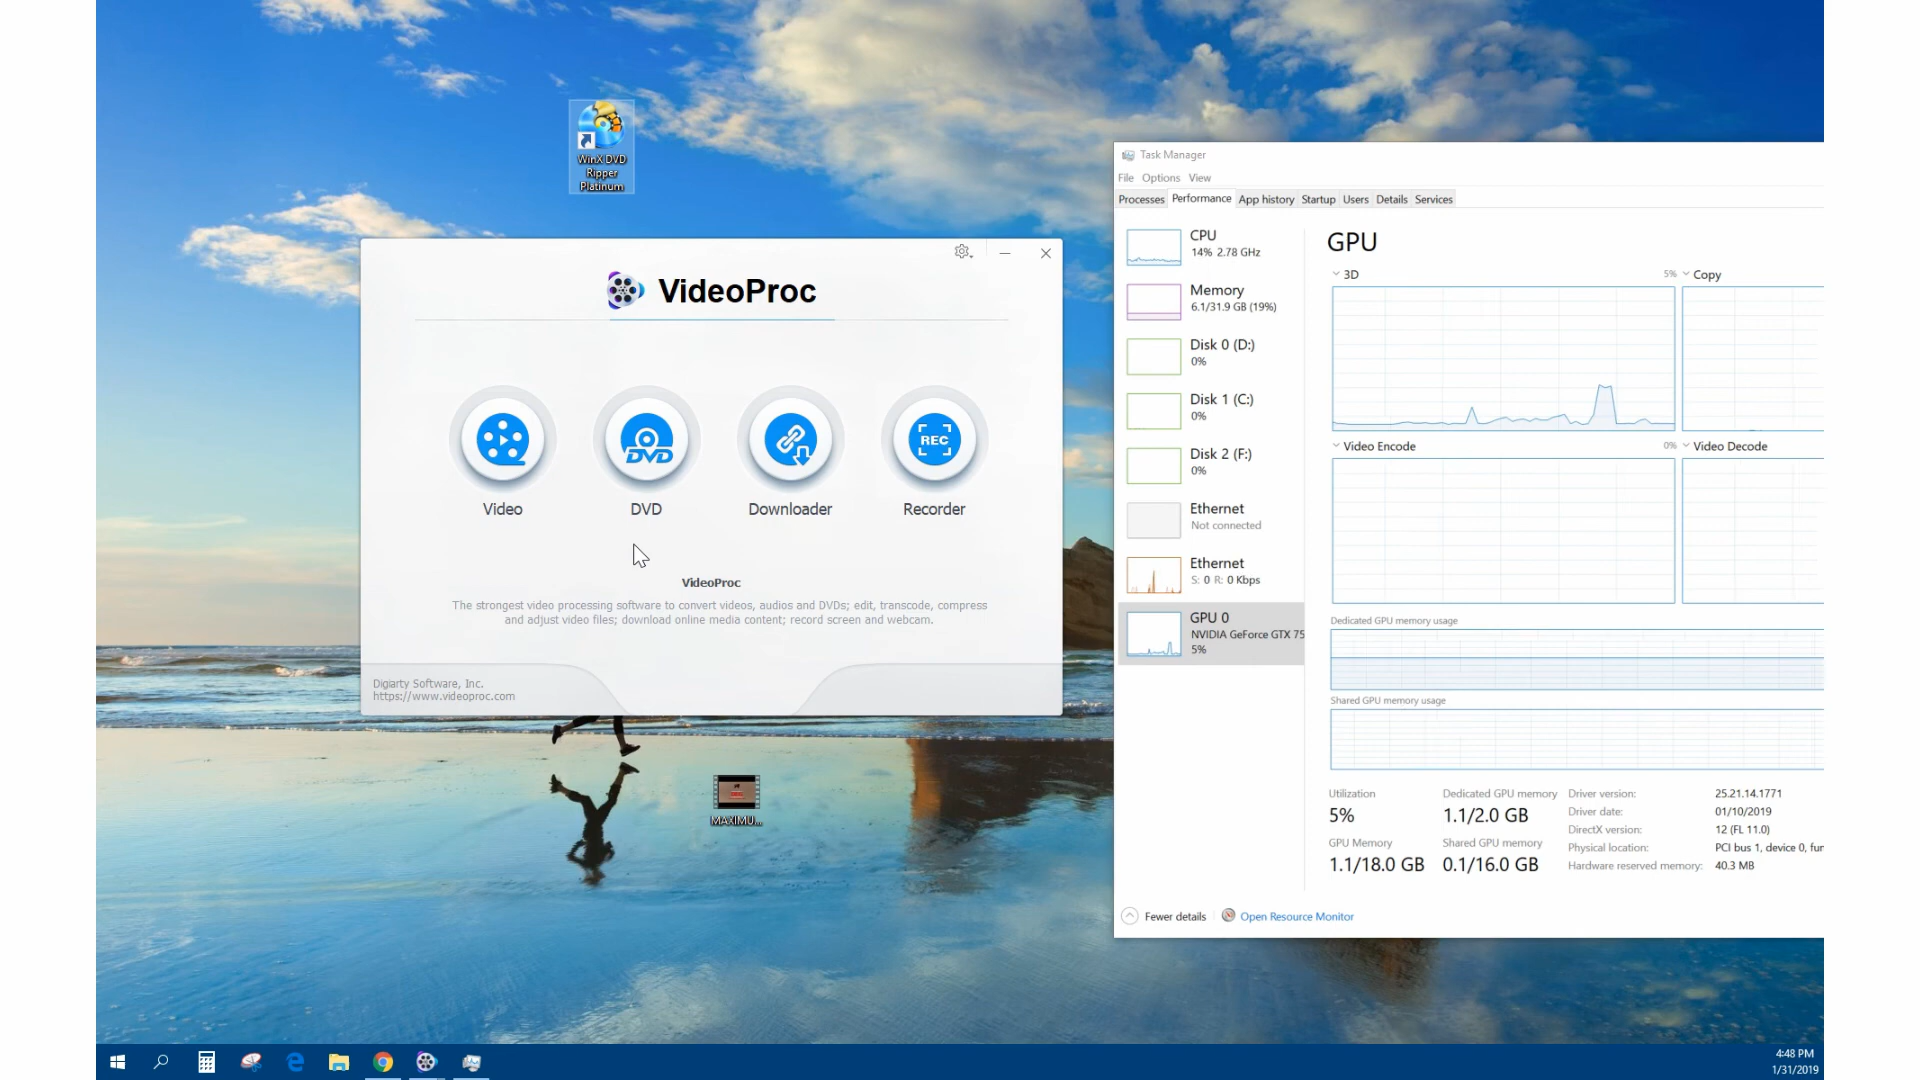 WinX DVD
Ripper
Platinum
VideoProc
Video
DVD
DVD
Downloader
REC
Recorder
VideoProc
The strongest video processing software to convert videos, audios and DVDs; edit, transcode, compress
and adjust video files; download online media content; record screen and webcam.
Digiarty Software, Inc.
https://www.videoproc.com
MAXIMU...
Task Manager
File Options View
Processes Performance App history Startup Users Details Services
CPU
14% 2.78 GHz
Memory
6.1/31.9 GB (19%)
Disk 0 (D:)
0%
Disk 1 (C:)
0%
Disk 2 (F:)
0%
Ethernet
Not connected
Ethernet
S: 0 R: 0 Kbps
GPU 0
NVIDIA GeForce GTX 75
5%
GPU
3D 5% Copy
Video Encode 0% Video Decode
Dedicated GPU memory usage
Shared GPU memory usage
Utilization
5%
Dedicated GPU memory
1.1/2.0 GB
GPU Memory
1.1/18.0 GB
Shared GPU memory
0.1/16.0 GB
Driver version: 25.21.14.1771
Driver date: 01/10/2019
DirectX version: 12 (FL 11.0)
Physical location: PCI bus 1, device 0, fun
Hardware reserved memory: 40.3 MB
Fewer details Open Resource Monitor
4:48 PM
1/31/2019